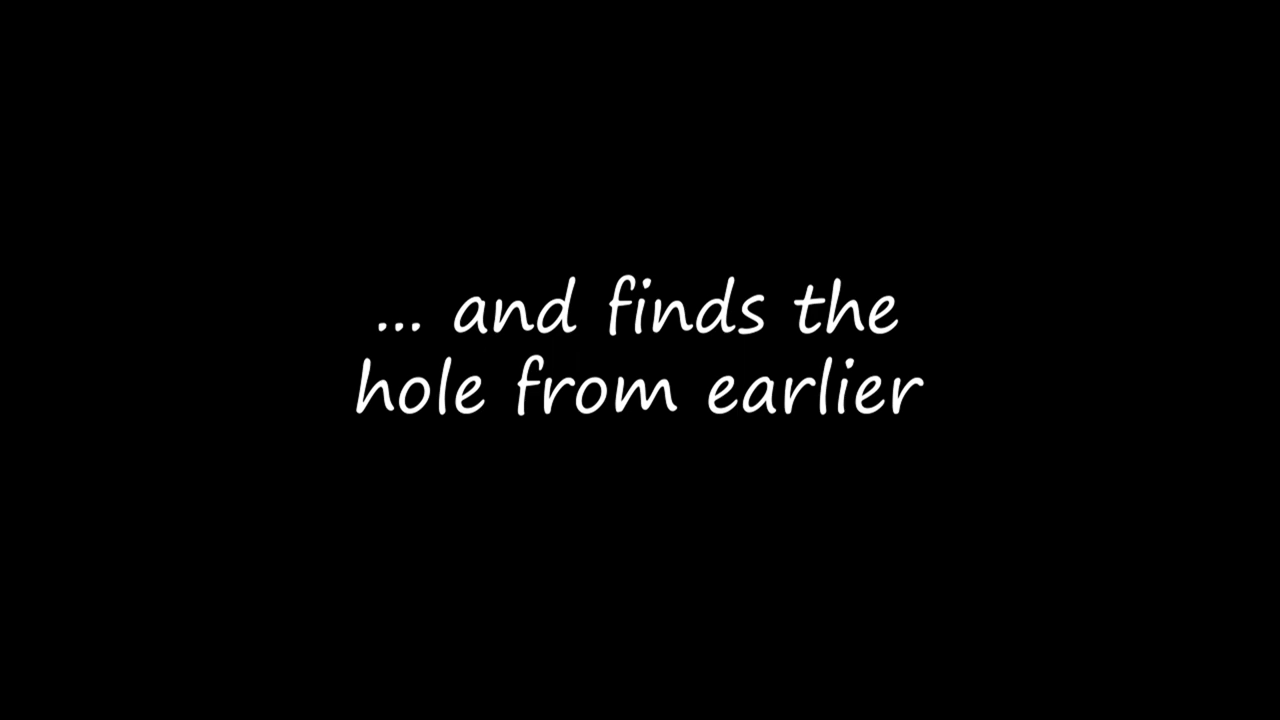 ... and finds the
hole from earlier